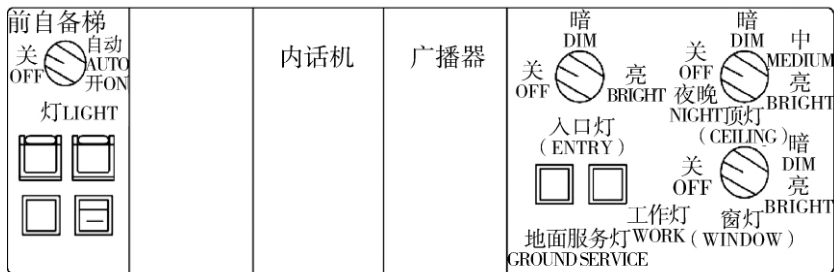 前自备梯
关
OFF
自动
AUTO
开ON
灯LIGHT
内话机
广播器
暗
DIM
关
OFF
亮
BRIGHT
入口灯
(ENTRY)
暗
DIM
关
OFF
中
MEDIUM
夜晚
NIGHT
亮
BRIGHT
顶灯
(CEILING)
暗
DIM
关
OFF
亮
BRIGHT
窗灯
(WINDOW)
工作灯
WORK
地面服务灯
GROUND SERVICE